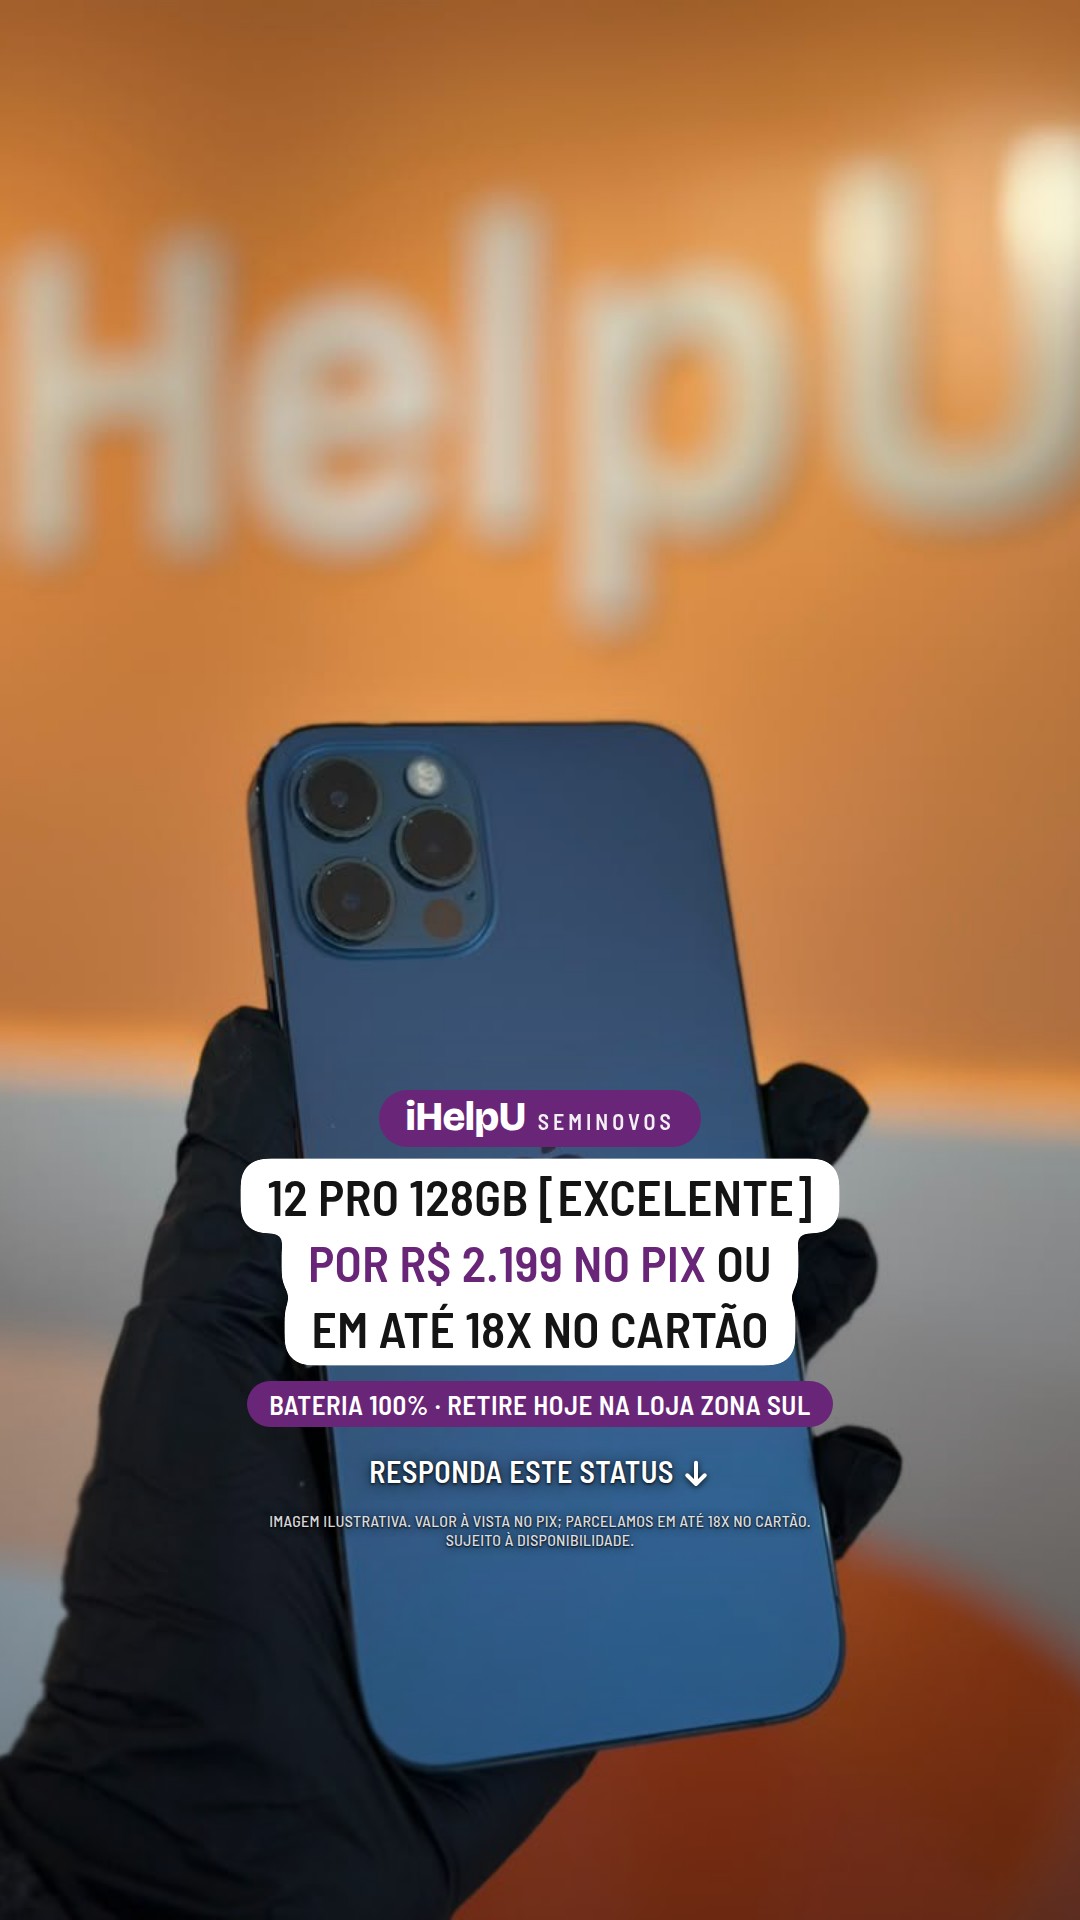 HelpU
iHelpU SEMINOVOS
12 PRO 128GB [EXCELENTE]
POR R$ 2.199 NO PIX OU
EM ATÉ 18X NO CARTÃO
BATERIA 100% · RETIRE HOJE NA LOJA ZONA SUL
RESPONDA ESTE STATUS ↓
IMAGEM ILUSTRATIVA. VALOR À VISTA NO PIX; PARCELAMOS EM ATÉ 18X NO CARTÃO.
SUJEITO À DISPONIBILIDADE.